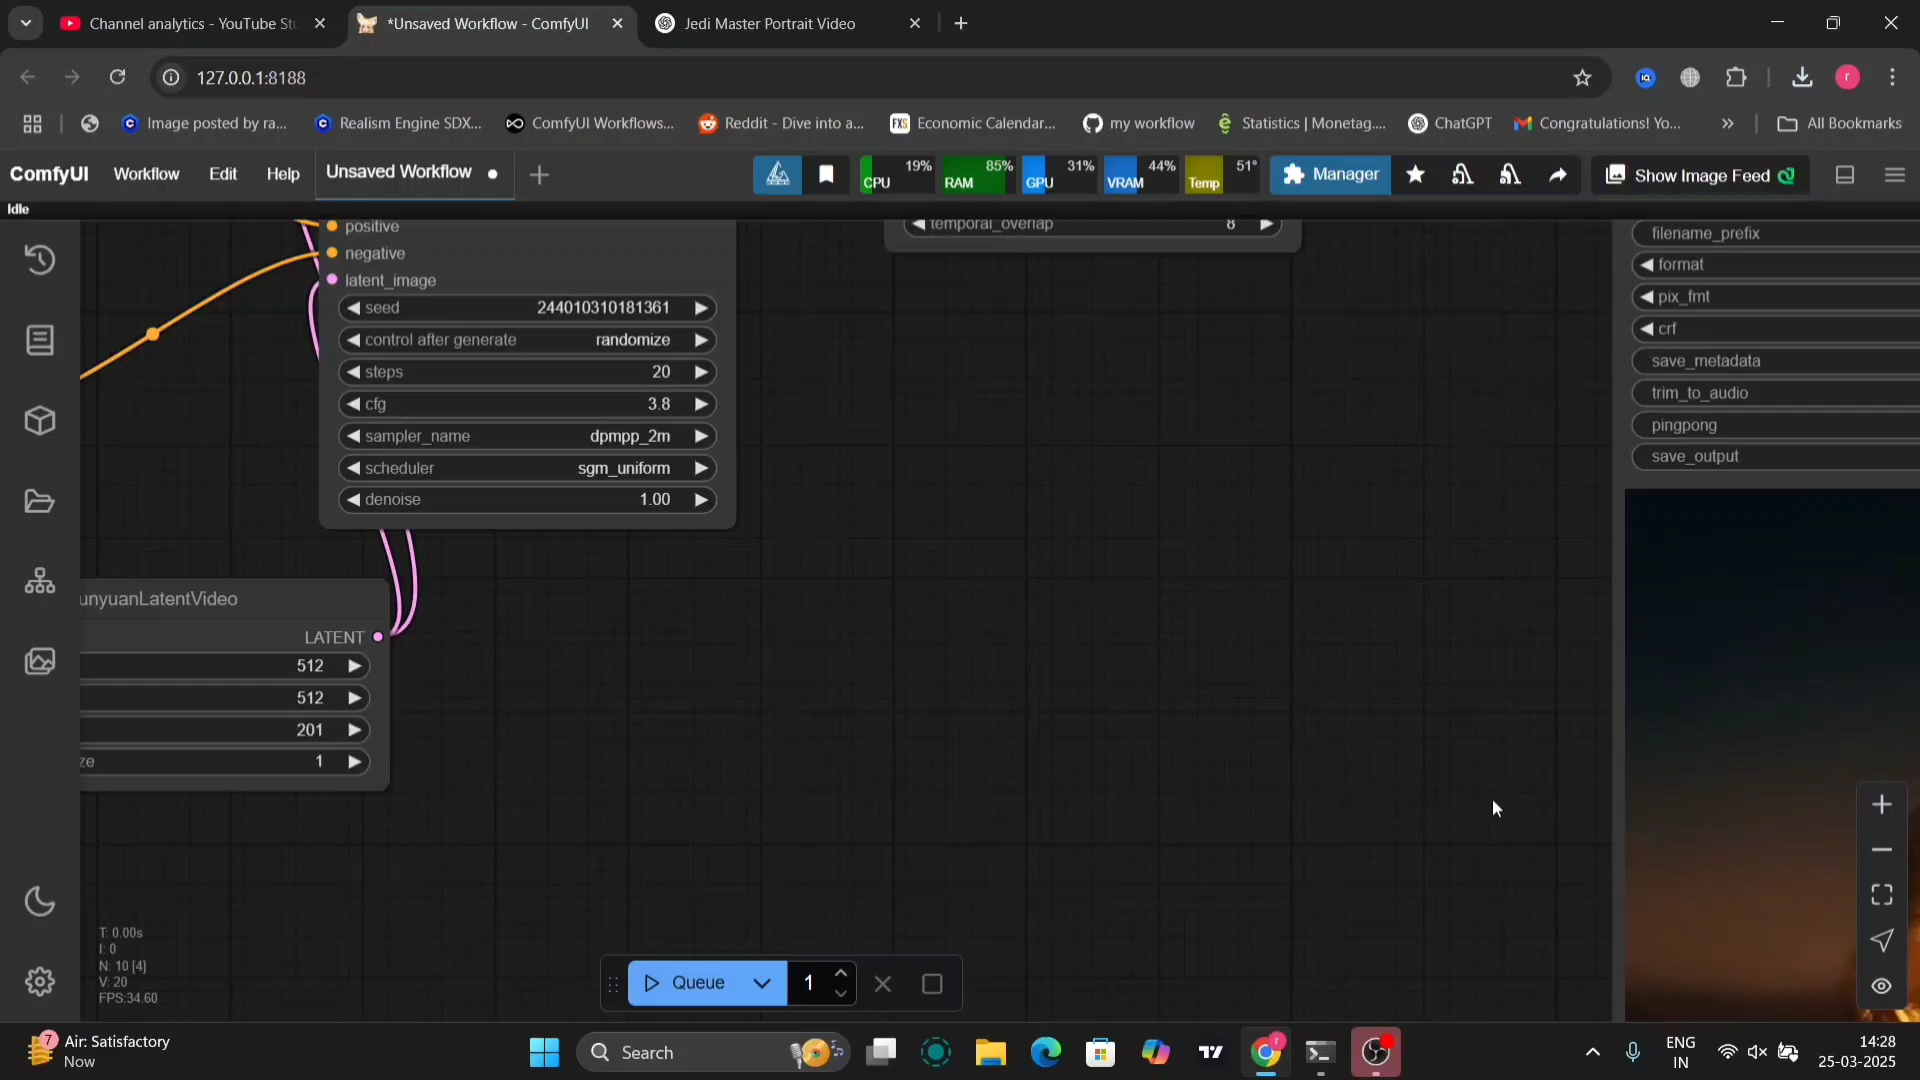 Channel analytics - YouTube Stu
*Unsaved Workflow - ComfyUI
Jedi Master Portrait Video
127.0.0.1:8188
Image posted by ra...
Realism Engine SDX...
ComfyUI Workflows...
Reddit - Dive into a...
Economic Calendar...
my workflow
Statistics | Monetag....
ChatGPT
Congratulations! Yo...
All Bookmarks
ComfyUI
Workflow
Edit
Help
Unsaved Workflow
CPU 19%
RAM 85%
GPU 31%
VRAM 44%
Temp 51°
Manager
Show Image Feed
Idle
positive
negative
latent_image
seed 244010310181361
control after generate randomize
steps 20
cfg 3.8
sampler_name dpmpp_2m
scheduler sgm_uniform
denoise 1.00
temporal_overlap 8
filename_prefix
format
pix_fmt
crf
save_metadata
trim_to_audio
pingpong
save_output
unyuanLatentVideo
LATENT
512
512
201
ze 1
T: 0.00s
I: 0
N: 10 [4]
V: 20
FPS:34.60
Queue
1
7
Air: Satisfactory
Now
Search
ENG
IN
14:28
25-03-2025